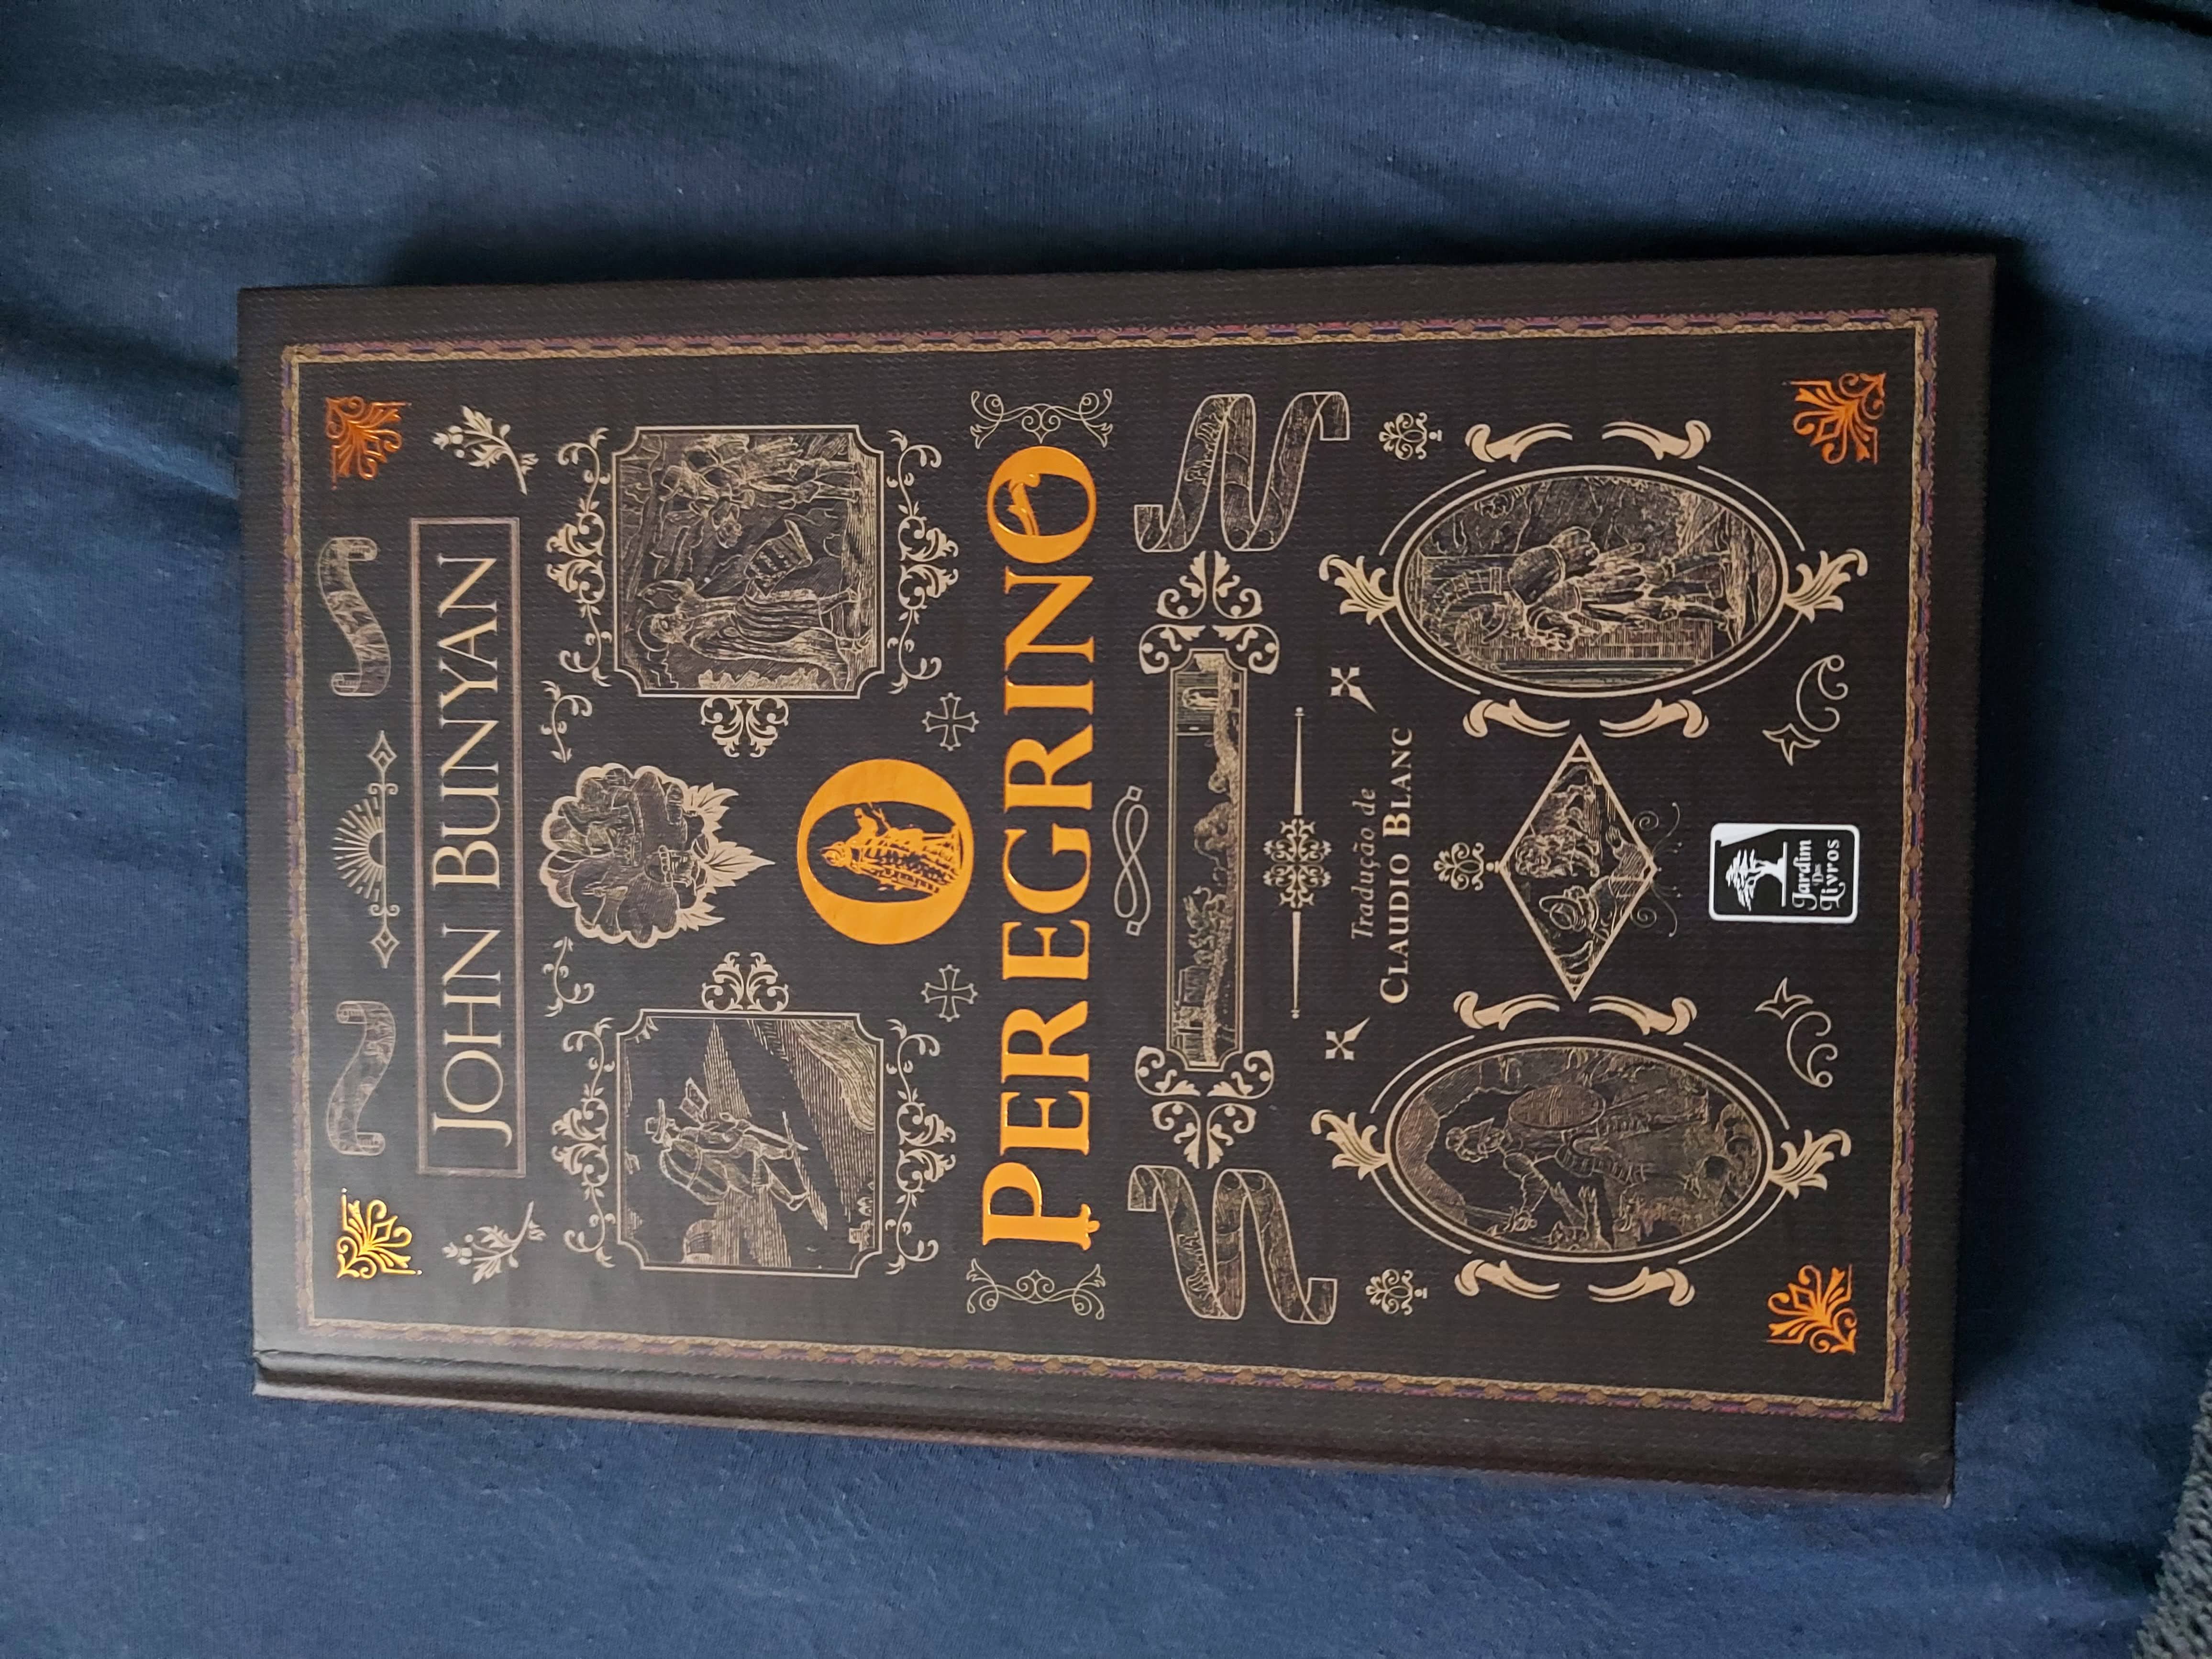 JOHN BUNYAN
O
PEREGRINO
Tradução de
CLAUDIO BLANC
Jardim
Dos
Livros